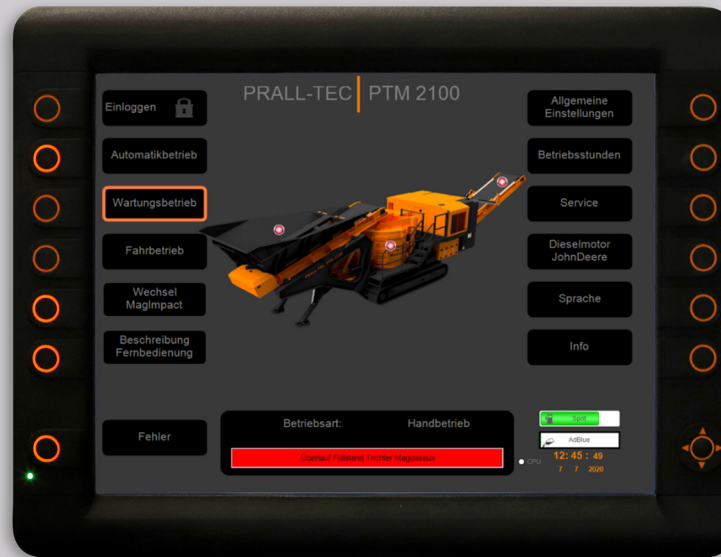 PRALL-TEC PTM 2100
Einloggen
Automatikbetrieb
Wartungsbetrieb
Fahrbetrieb
Wechsel
MagImpact
Beschreibung
Fernbedienung
Fehler
Allgemeine
Einstellungen
Betriebsstunden
Service
Dieselmotor
JohnDeere
Sprache
Info
Betriebsart: Handbetrieb
Überlauf Füllstand Trichter Magotteaux
Sprit
AdBlue
CPU
12: 45 : 49
7 7 2020